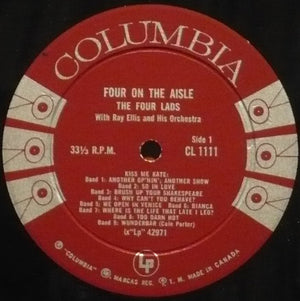 COLUMBIA
FOUR ON THE AISLE
THE FOUR LADS
With Ray Ellis and His Orchestra
Side 1
33⅓ R.P.M.
CL 1111
KISS ME KATE:
Band 1: ANOTHER OP'NIN', ANOTHER SHOW
Band 2: SO IN LOVE
Band 3: BRUSH UP YOUR SHAKESPEARE
Band 4: WHY CAN'T YOU BEHAVE?
Band 5: WE OPEN IN VENICE Band 6: BIANCA
Band 7: WHERE IS THE LIFE THAT LATE I LED?
Band 8: TOO DARN HOT
Band 9: WUNDERBAR (Cole Porter)
(x"Lp" 42971)
LP
"COLUMBIA" MARCAS REG. T. M. MADE IN CANADA